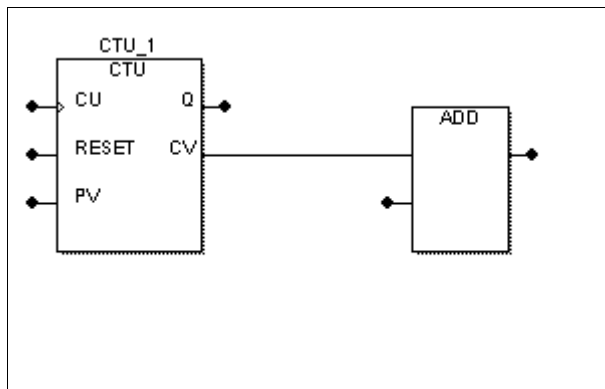 CTU_1
CTU
CU Q
RESET CV
PV
ADD